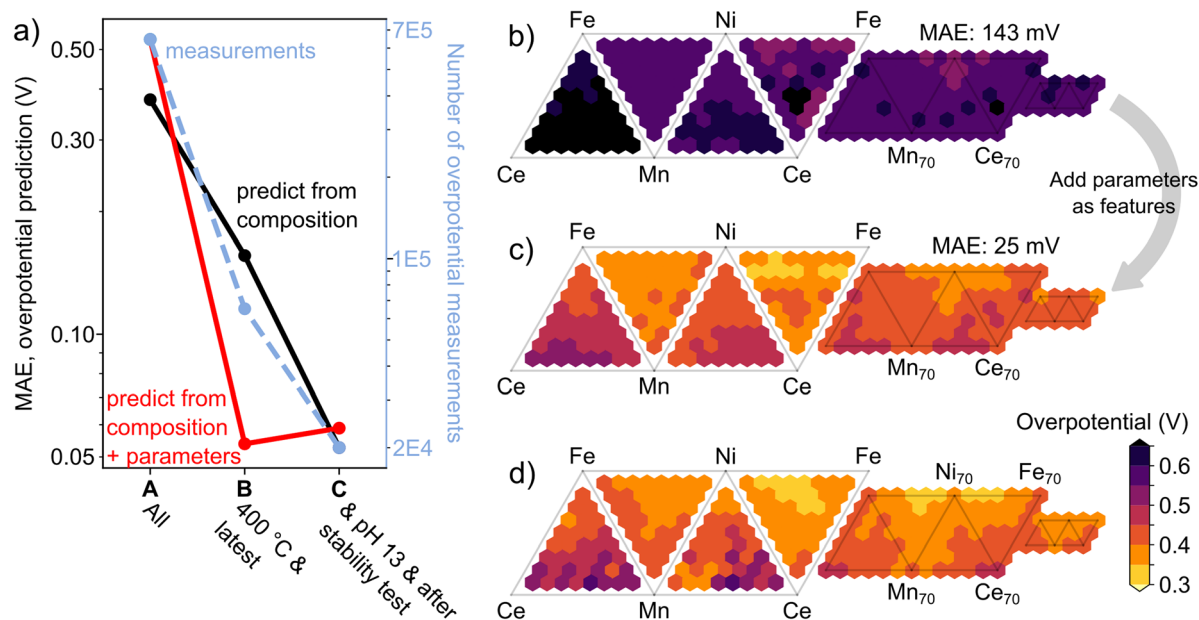 a)
MAE, overpotential prediction (V)
0.50
0.30
0.10
0.05
measurements
predict from
composition
predict from
composition
+ parameters
7E5
1E5
2E4
Number of overpotential measurements
A
All
B
400 °C &
latest
C
& pH 13 & after
stability test
b)
Fe
Ni
Fe
MAE: 143 mV
Ce
Mn
Ce
Mn70
Ce70
Add parameters
as features
c)
Fe
Ni
Fe
MAE: 25 mV
Ce
Mn
Ce
Mn70
Ce70
d)
Fe
Ni
Fe
Ni70
Fe70
Ce
Mn
Ce
Mn70
Ce70
Overpotential (V)
0.6
0.5
0.4
0.3